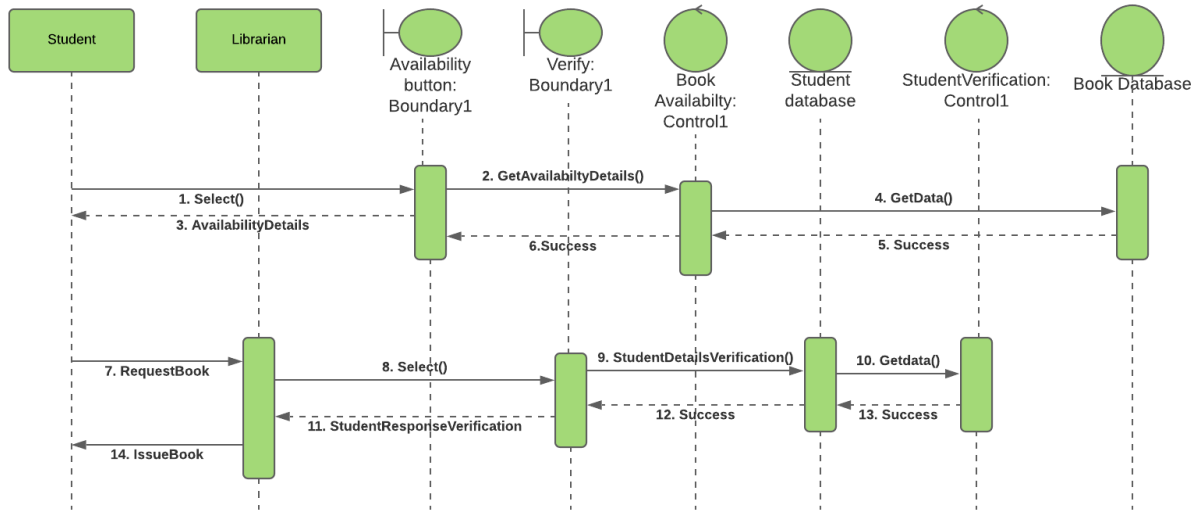 Student
Librarian
Availability
button:
Boundary1
Verify:
Boundary1
Book
Availabilty:
Control1
Student
database
StudentVerification:
Control1
Book Database
1. Select()
2. GetAvailabiltyDetails()
3. AvailabilityDetails
4. GetData()
5. Success
6.Success
7. RequestBook
8. Select()
9. StudentDetailsVerification()
10. Getdata()
11. StudentResponseVerification
12. Success
13. Success
14. IssueBook